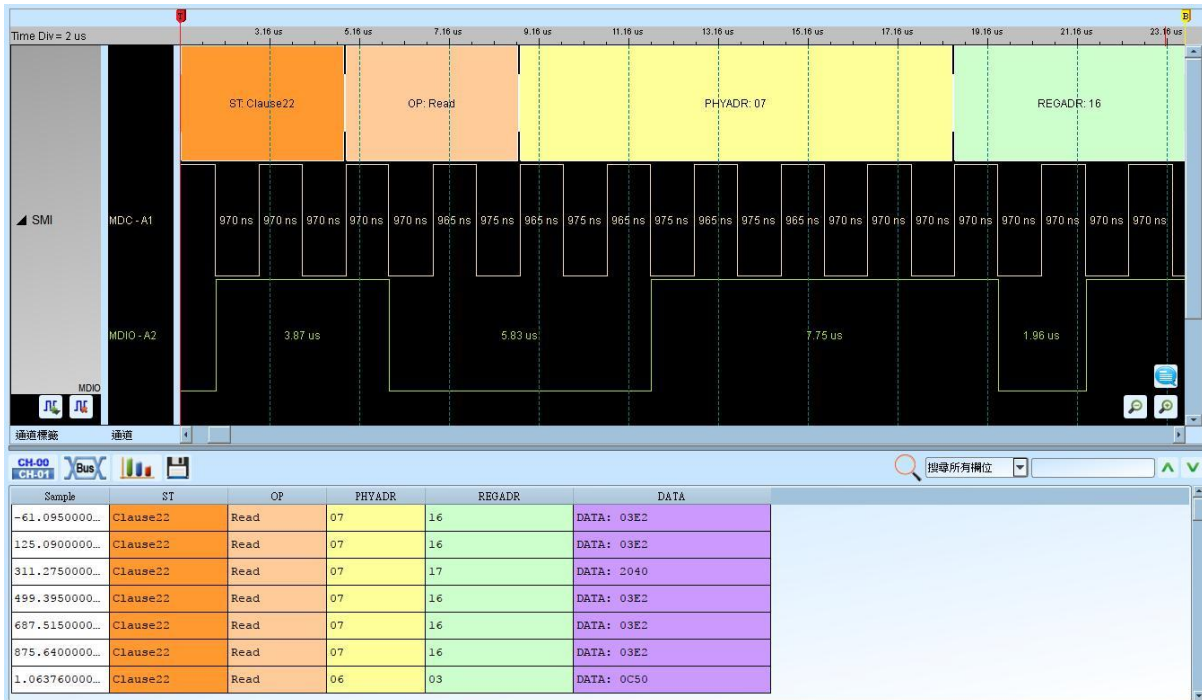 T B
Time Div = 2 us 3.16 us 5.16 us 7.16 us 9.16 us 11.16 us 13.16 us 15.16 us 17.16 us 19.16 us 21.16 us 23.16 us
ST: Clause22 OP: Read PHYADR: 07 REGADR: 16
SMI MDC - A1 970 ns 970 ns 970 ns 970 ns 970 ns 965 ns 975 ns 965 ns 975 ns 965 ns 975 ns 965 ns 975 ns 965 ns 970 ns 970 ns 970 ns 970 ns 970 ns 970 ns 970 ns 970 ns
MDIO - A2 3.87 us 5.83 us 7.75 us 1.96 us
MDIO
通道標籤 通道
CH-00 Bus
CH-01
搜尋所有欄位
Sample ST OP PHYADR REGADR DATA
-61.0950000... Clause22 Read 07 16 DATA: 03E2
125.0900000... Clause22 Read 07 16 DATA: 03E2
311.2750000... Clause22 Read 07 17 DATA: 2040
499.3950000... Clause22 Read 07 16 DATA: 03E2
687.5150000... Clause22 Read 07 16 DATA: 03E2
875.6400000... Clause22 Read 07 16 DATA: 03E2
1.063760000... Clause22 Read 06 03 DATA: 0C50